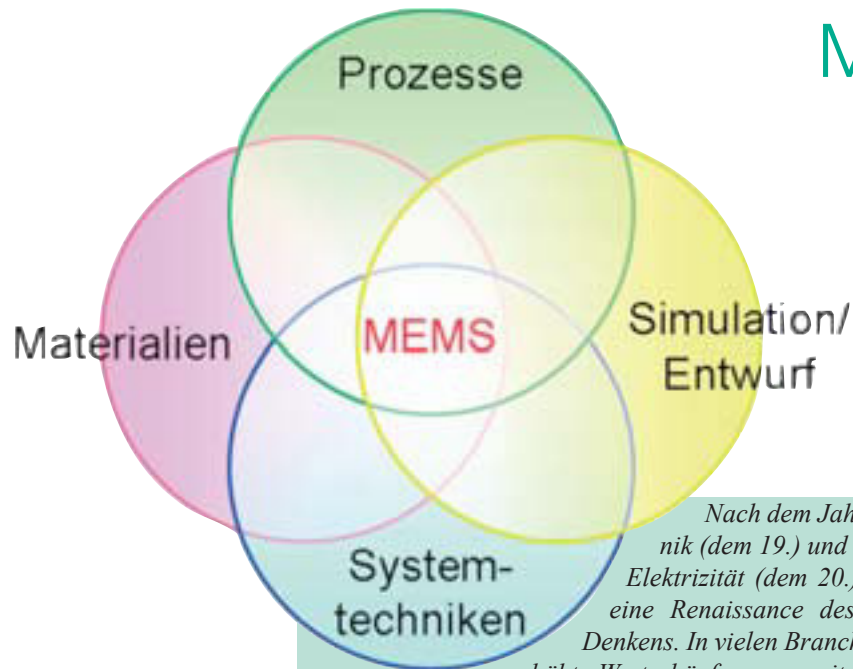 M
Prozesse
Materialien
MEMS
Simulation/
Entwurf
System-
techniken
Nach dem Jah
nik (dem 19.) und
Elektrizität (dem 20.)
eine Renaissance des
Denkens. In vielen Branch